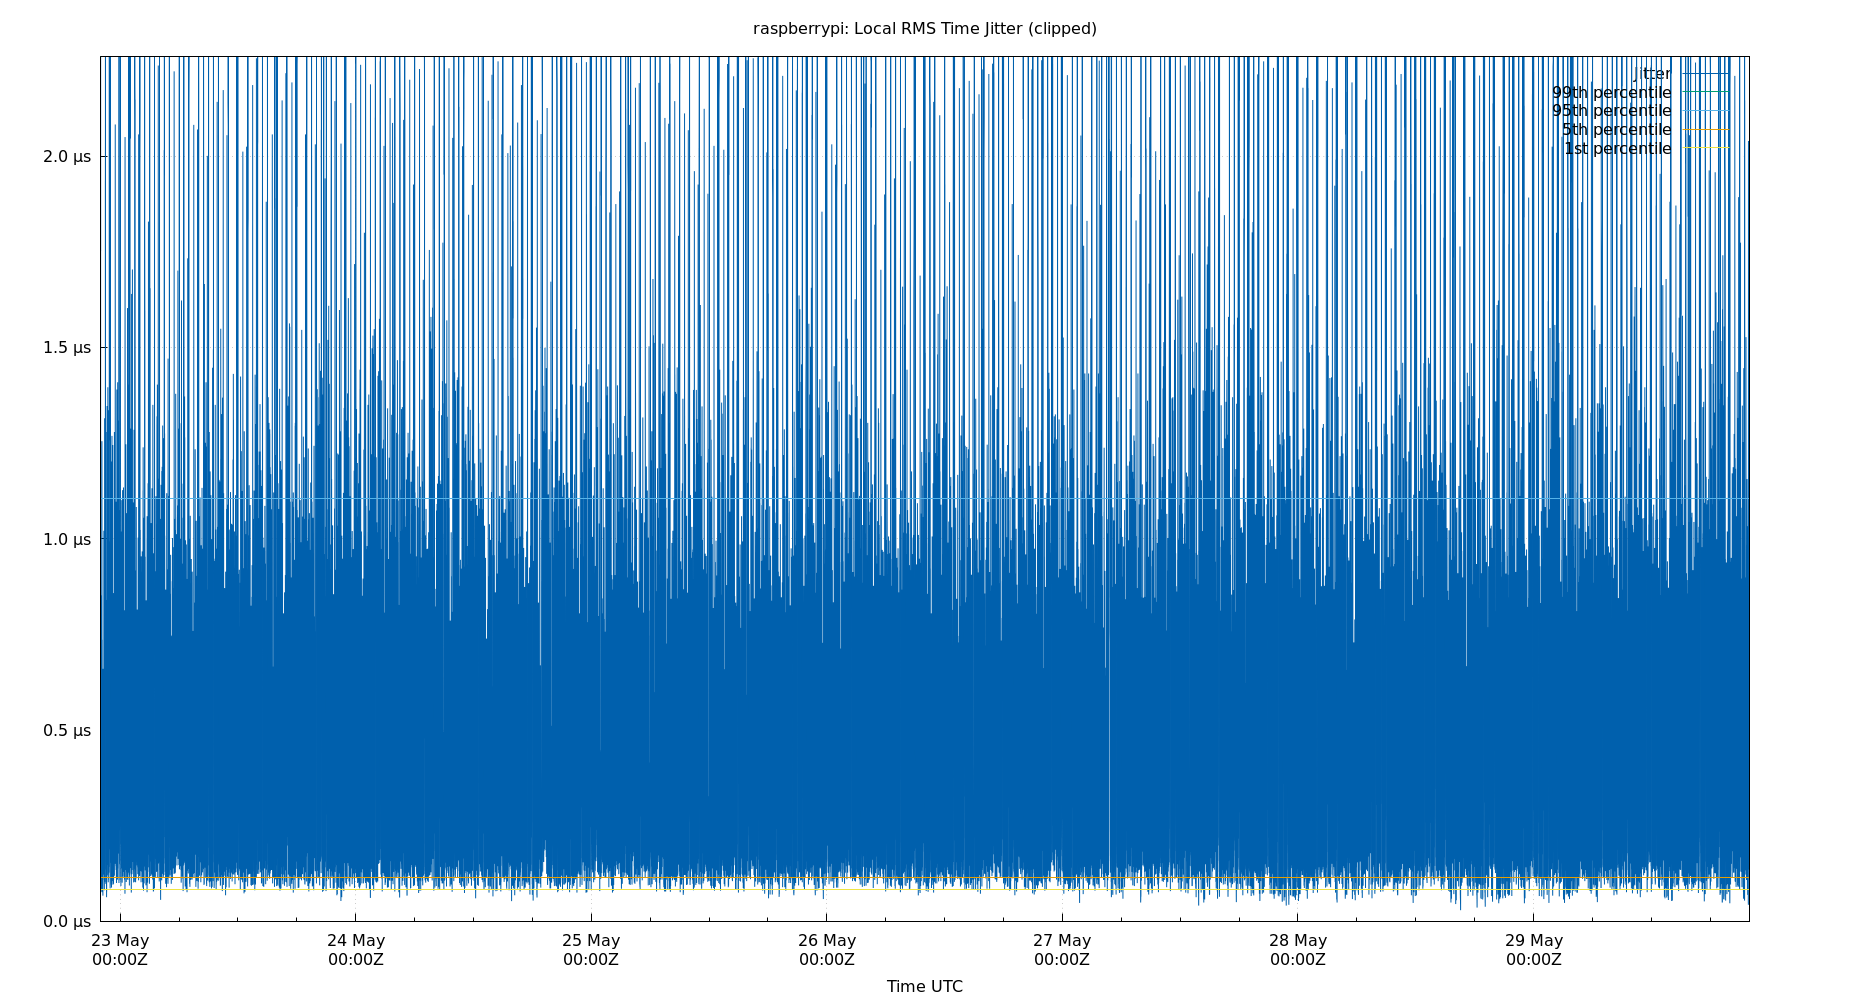 raspberrypi: Local RMS Time Jitter (clipped)
Jitter
99th percentile
95th percentile
5th percentile
1st percentile
2.0 μs
1.5 μs
1.0 μs
0.5 μs
0.0 μs
23 May 24 May 25 May 26 May 27 May 28 May 29 May
00:00Z 00:00Z 00:00Z 00:00Z 00:00Z 00:00Z 00:00Z
Time UTC